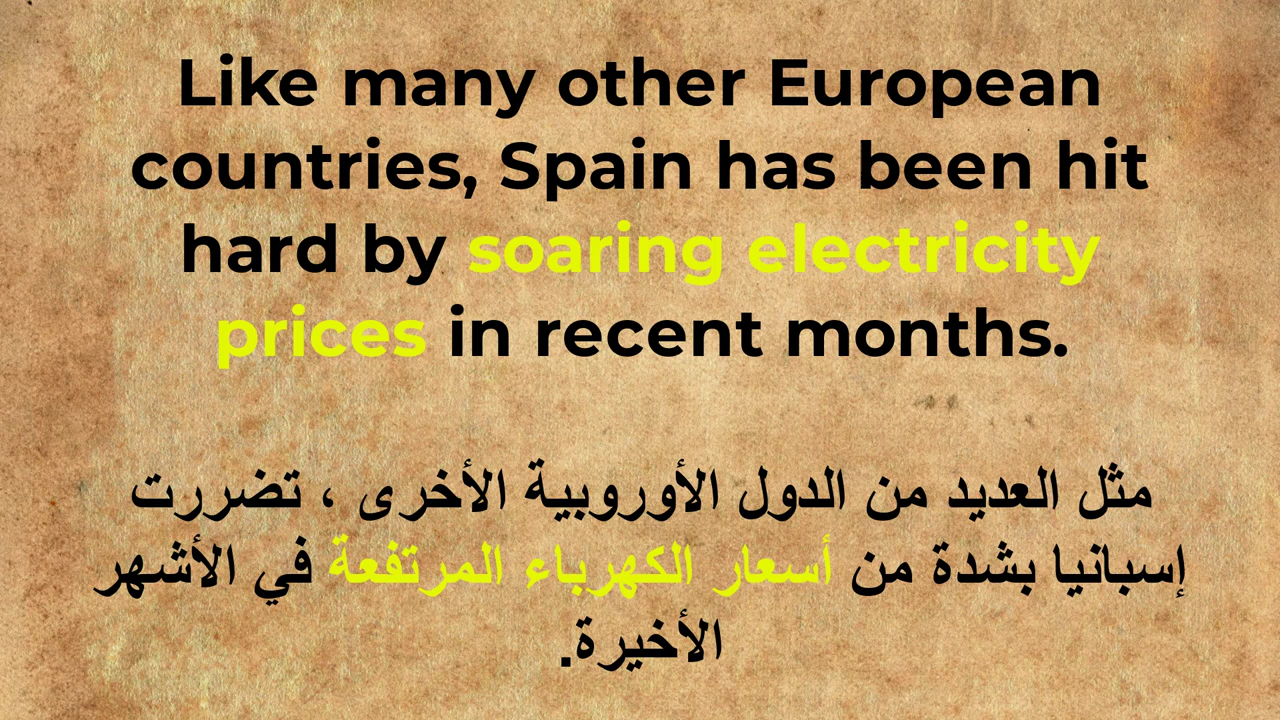 Like many other European
countries, Spain has been hit
hard by soaring electricity
prices in recent months.
مثل العديد من الدول الأوروبية الأخرى ، تضررت
إسبانيا بشدة من أسعار الكهرباء المرتفعة في الأشهر
الأخيرة.